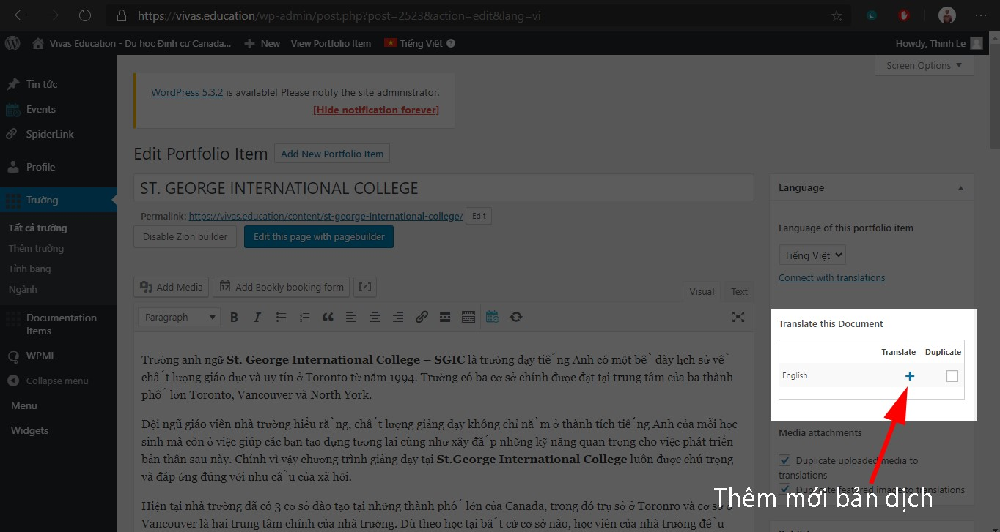 https://vivas.education/wp-admin/post.php?post=2523&action=edit&lang=vi
Vivas Education - Du học Định cư Canada...
New
View Portfolio Item
Tiếng Việt
Howdy, Thinh Le
Screen Options
Tin tức
Events
SpiderLink
Profile
Trường
Tất cả trường
Thêm trường
Tỉnh bang
Ngành
Documentation
Items
WPML
Collapse menu
Menu
Widgets
WordPress 5.3.2 is available! Please notify the site administrator.
[Hide notification forever]
Edit Portfolio Item
Add New Portfolio Item
ST. GEORGE INTERNATIONAL COLLEGE
Permalink: https://vivas.education/content/st-george-international-college/ Edit
Disable Zion builder
Edit this page with pagebuilder
Add Media
Add Bookly booking form
[/]
Visual
Text
Paragraph
B I
Trường anh ngữ St. George International College – SGIC là trường dạy tiếng Anh có một bề dày lịch sử về
chất lượng giáo dục và uy tín ở Toronto từ năm 1994. Trường có ba cơ sở chính được đặt tại trung tâm của ba thành
phố lớn Toronto, Vancouver và North York.
Đội ngũ giáo viên nhà trường hiểu rằng, chất lượng giảng dạy không chỉ nằm ở thành tích tiếng Anh của mỗi học
sinh mà còn ở việc giúp các bạn tạo dựng tương lai cũng như xây đắp những kỹ năng quan trọng cho việc phát triển
bản thân sau này. Chính vì vậy chương trình giảng dạy tại St.George International College luôn được chú trọng
và đáp ứng đúng với nhu cầu của xã hội.
Hiện tại nhà trường đã có 3 cơ sở đào tạo tại những thành phố lớn của Canada, trong đó trụ sở ở Toronro và cơ sở ở
Vancouver là hai trung tâm chính của nhà trường. Dù theo học tại bất cứ cơ sở nào, học viên của nhà trường đều
Language
Language of this portfolio item
Tiếng Việt
Connect with translations
Translate this Document
Translate Duplicate
English
Media attachments
Duplicate uploaded media to
translations
Duplicate featured image to translations
Thêm mới bản dịch